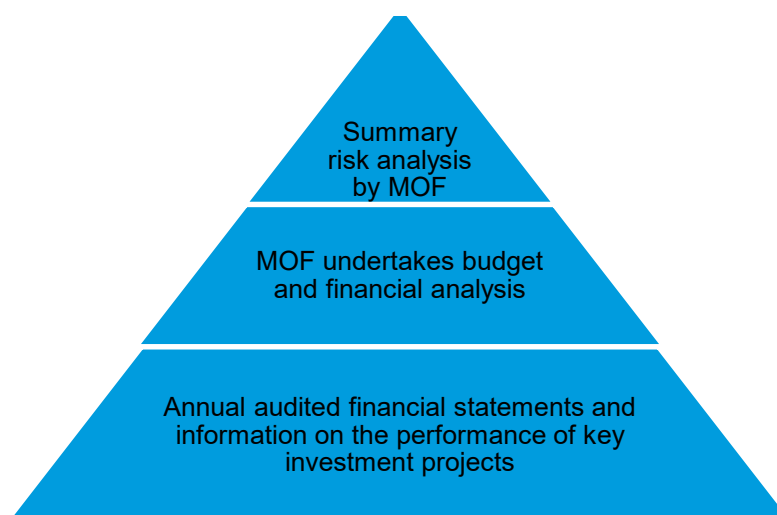 Summary
risk analysis
by MOF
MOF undertakes budget
and financial analysis
Annual audited financial statements and
information on the performance of key
investment projects